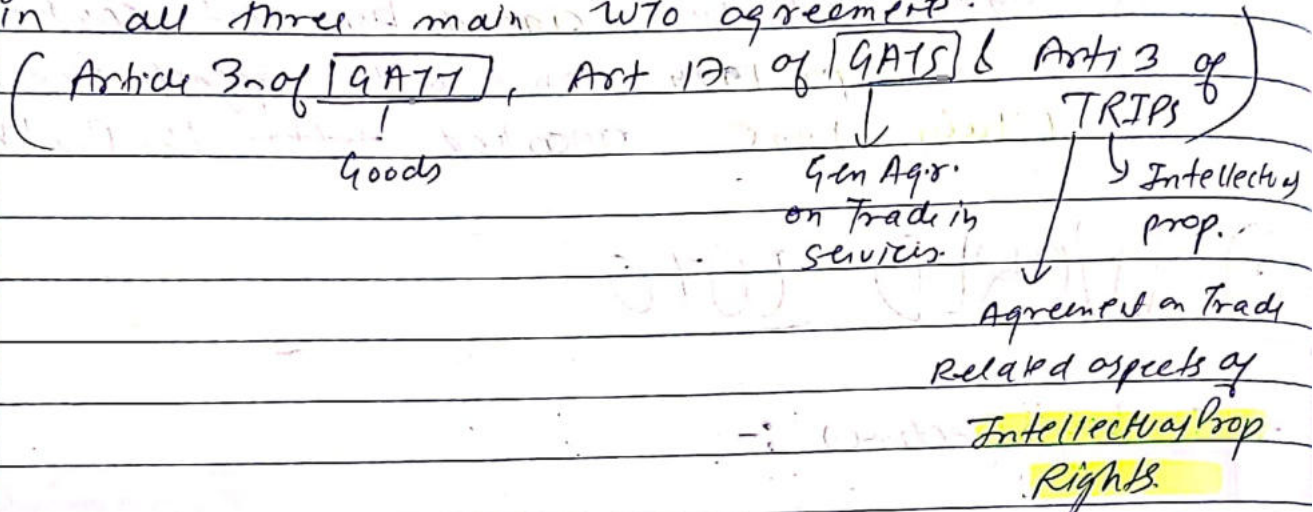 in all three main WTO agreement.
(Article 3 of GATT, Art 17 of GATS & Arti 3 of
TRIPs)
Goods
Gen Agr.
on Trade in
services.
Intellectual
prop.
Agreement on Trade
Related aspects of
Intellectual Prop
Rights.